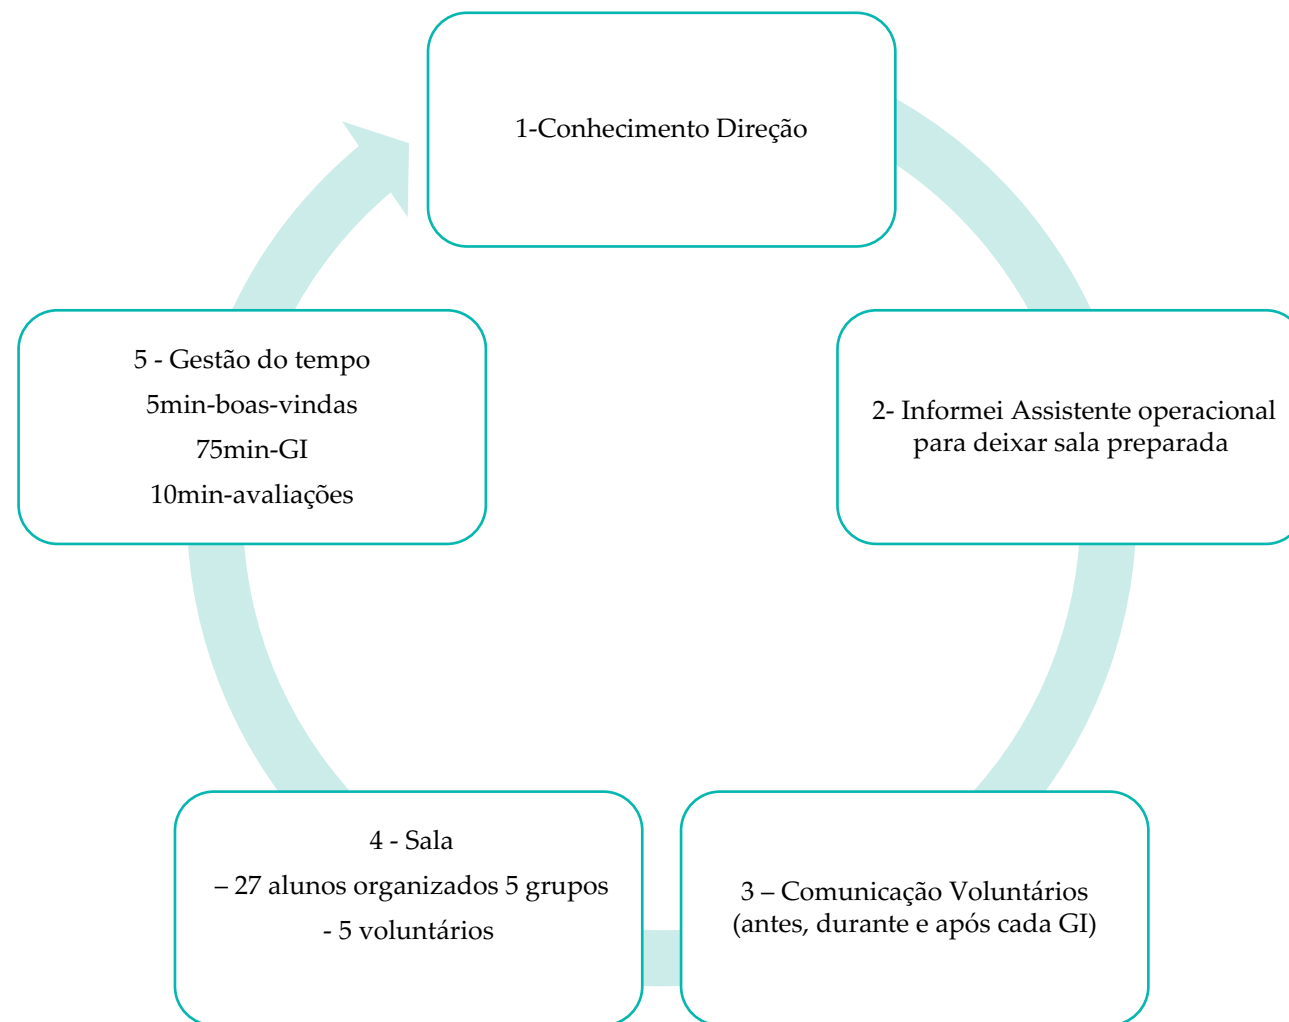 1-Conhecimento Direção
2- Informei Assistente operacional
para deixar sala preparada
3 – Comunicação Voluntários
(antes, durante e após cada GI)
4 - Sala
– 27 alunos organizados 5 grupos
- 5 voluntários
5 - Gestão do tempo
5min-boas-vindas
75min-GI
10min-avaliações